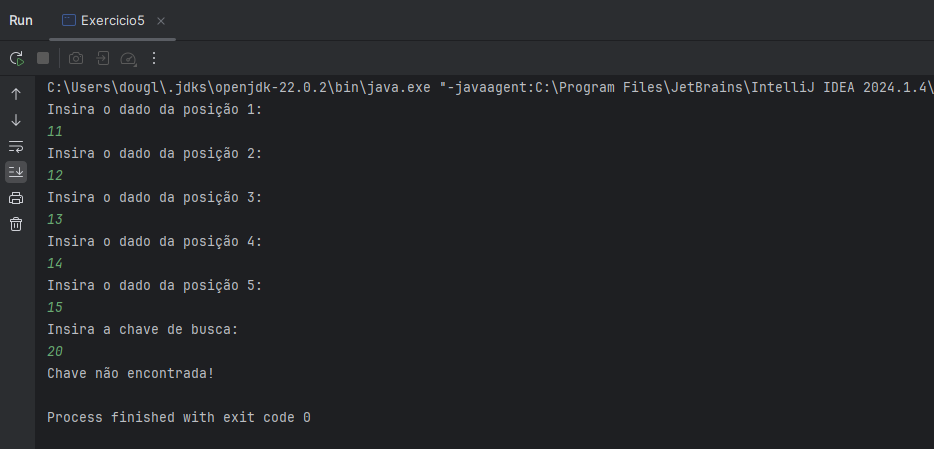 Run Exercicio5
C:\Users\dougl\.jdks\openjdk-22.0.2\bin\java.exe "-javaagent:C:\Program Files\JetBrains\IntelliJ IDEA 2024.1.4\
Insira o dado da posição 1:
11
Insira o dado da posição 2:
12
Insira o dado da posição 3:
13
Insira o dado da posição 4:
14
Insira o dado da posição 5:
15
Insira a chave de busca:
20
Chave não encontrada!
Process finished with exit code 0